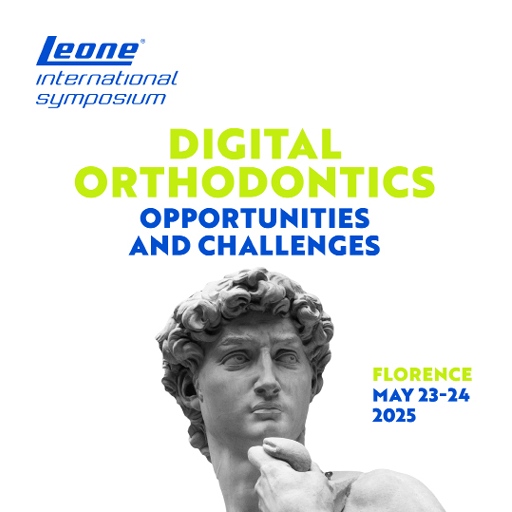 Leone®
international
symposium
DIGITAL
ORTHODONTICS
OPPORTUNITIES
AND CHALLENGES
FLORENCE
MAY 23-24
2025